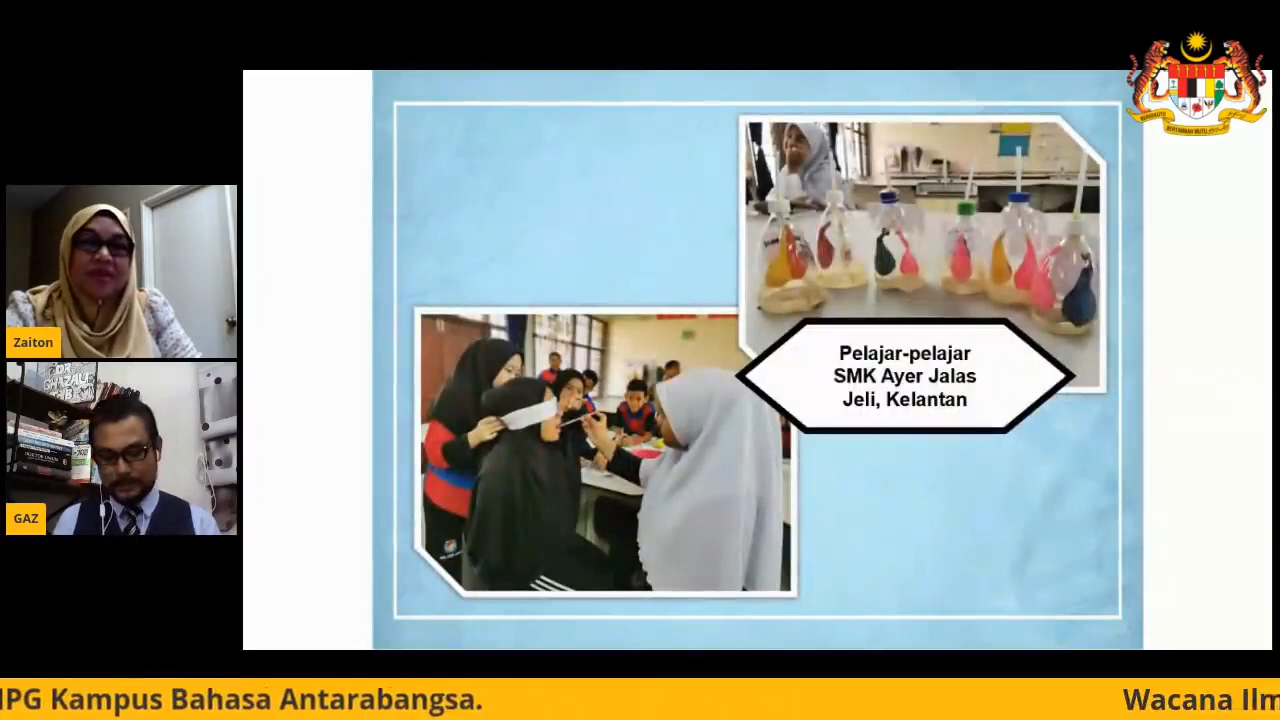 Pelajar-pelajar
SMK Ayer Jalas
Jeli, Kelantan
Zaiton
GAZ
IPG Kampus Bahasa Antarabangsa.
Wacana Ilm